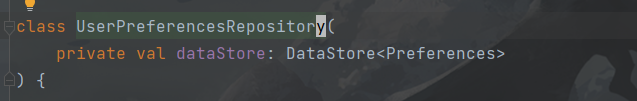 class UserPreferencesRepository(
private val dataStore: DataStore<Preferences>
) {